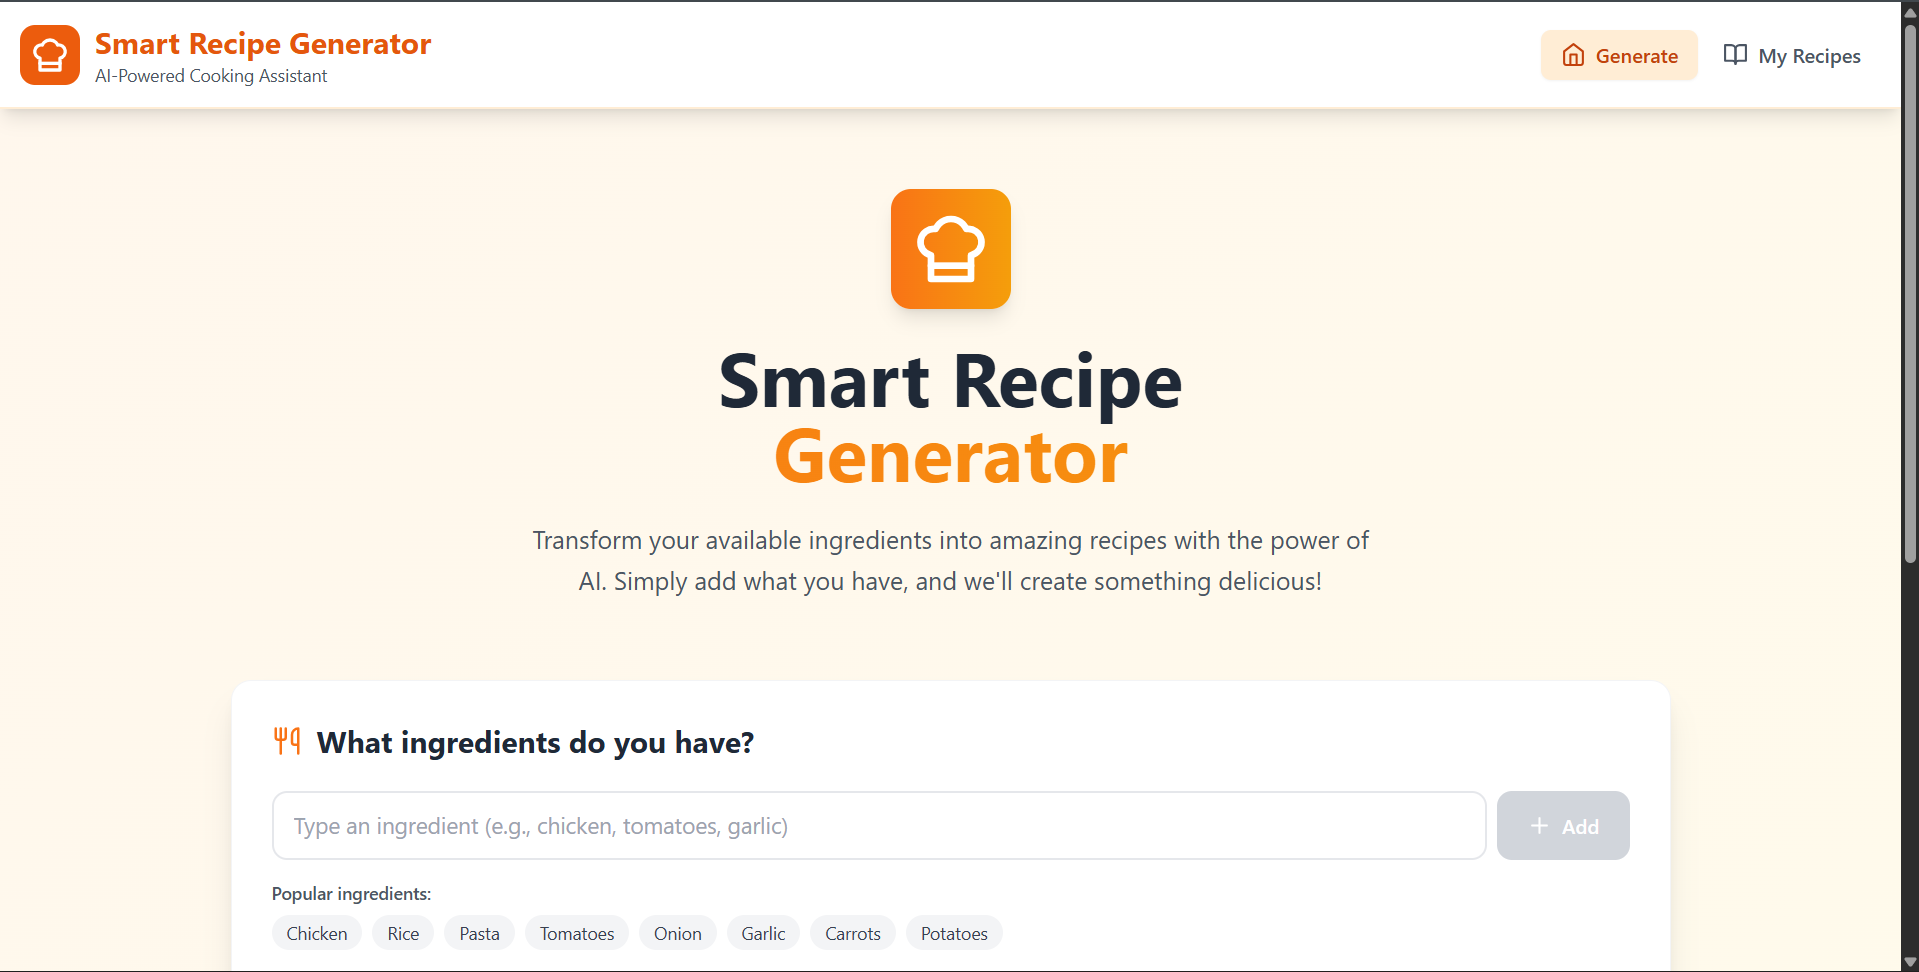 Smart Recipe Generator
AI-Powered Cooking Assistant
Generate
My Recipes
Smart Recipe
Generator
Transform your available ingredients into amazing recipes with the power of
AI. Simply add what you have, and we'll create something delicious!
What ingredients do you have?
Type an ingredient (e.g., chicken, tomatoes, garlic)
+ Add
Popular ingredients:
Chicken
Rice
Pasta
Tomatoes
Onion
Garlic
Carrots
Potatoes